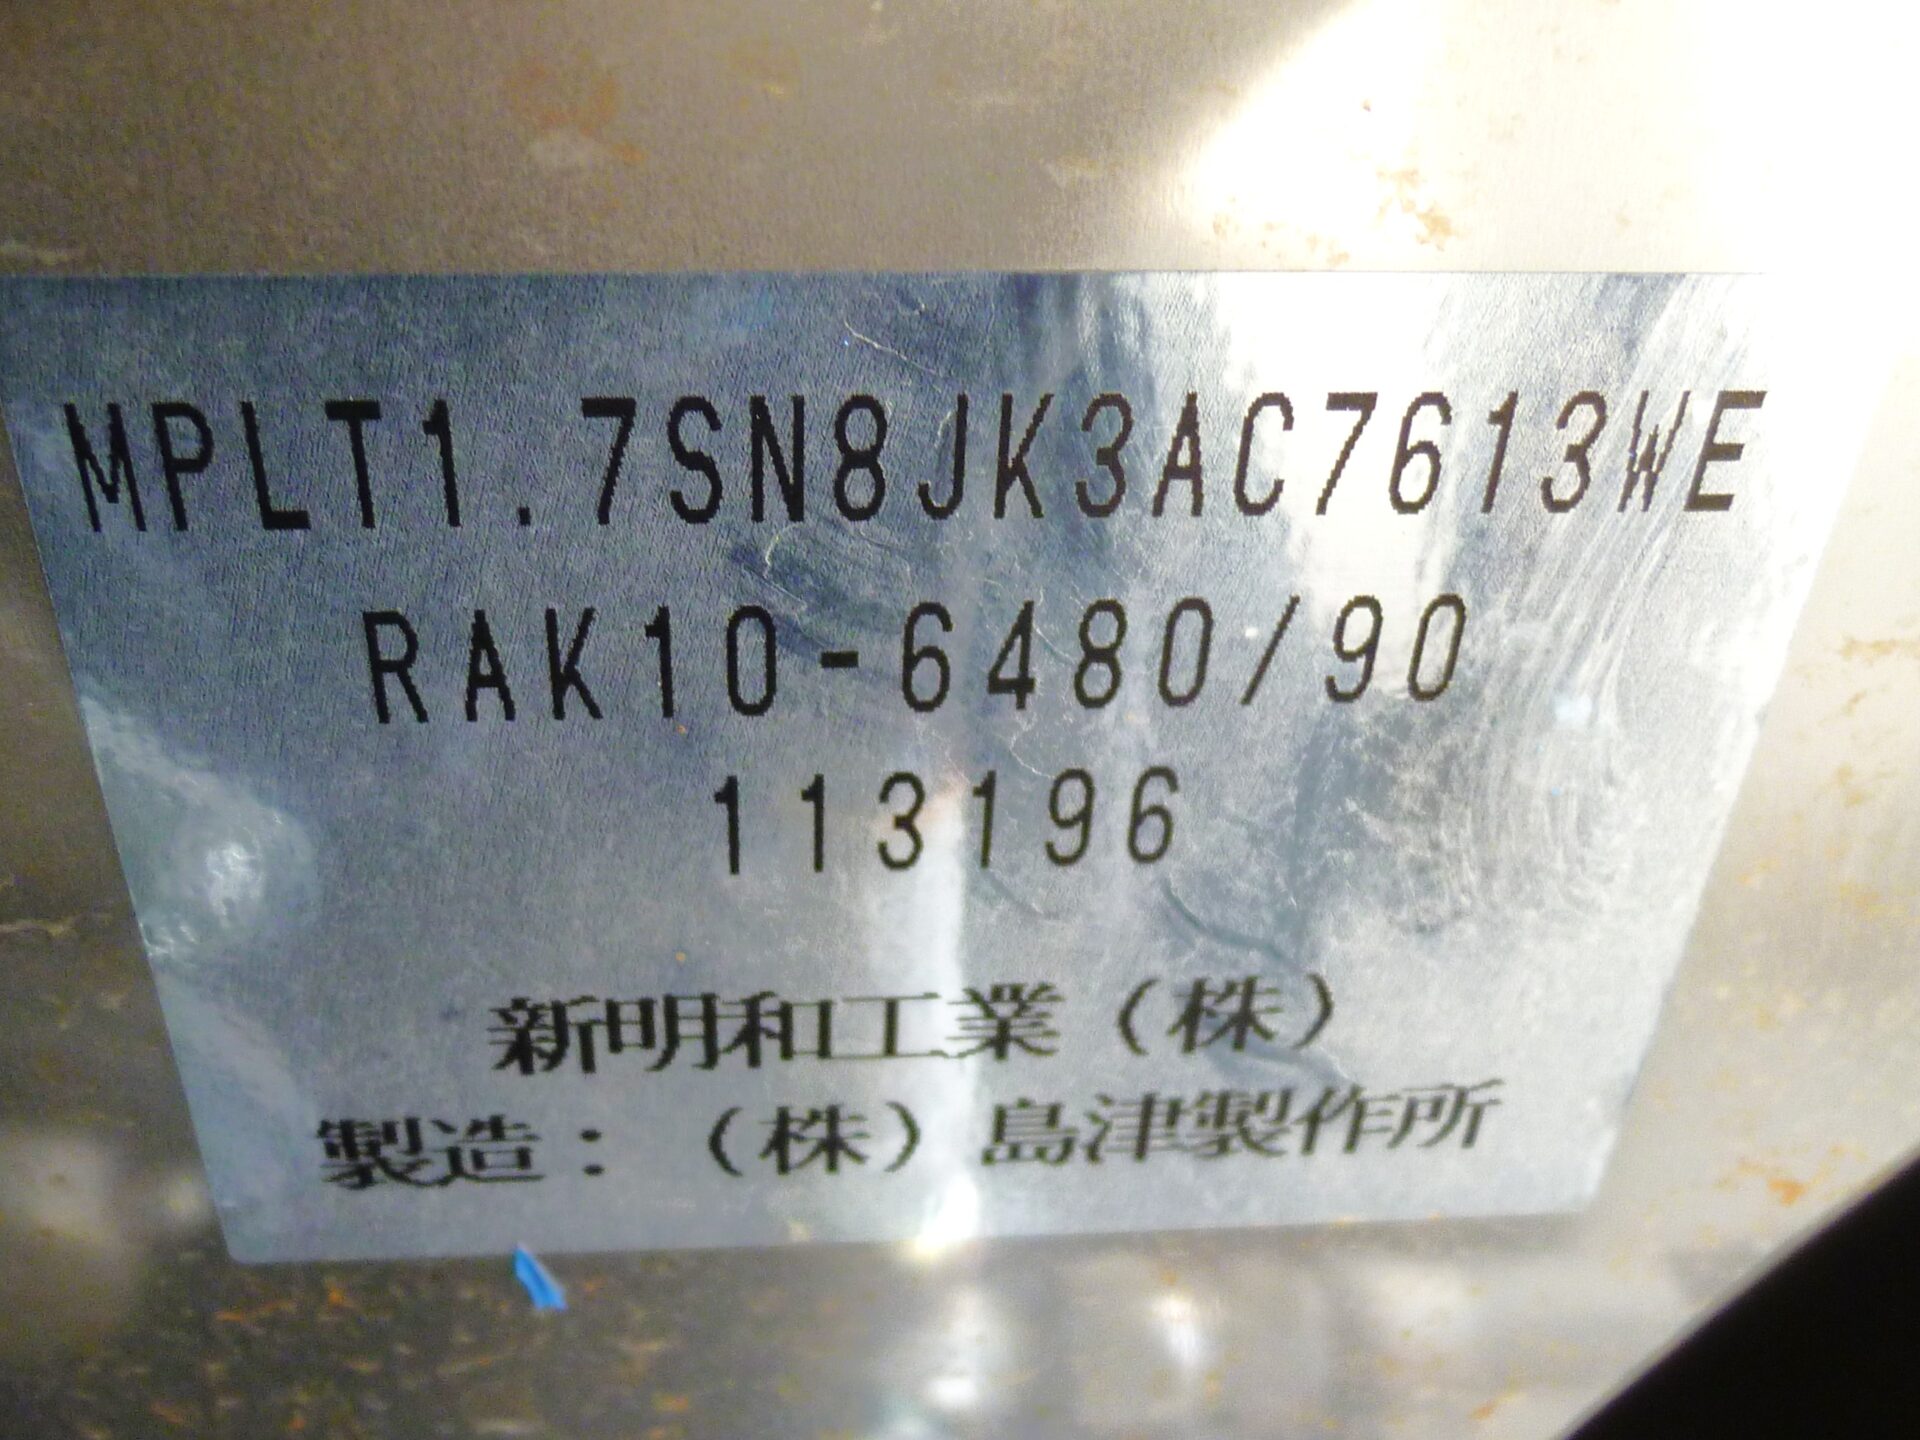 MPLT1.7SN8JK3AC7613WE
RAK10-6480/90
113196
新明和工業(株)
製造:(株)島津製作所